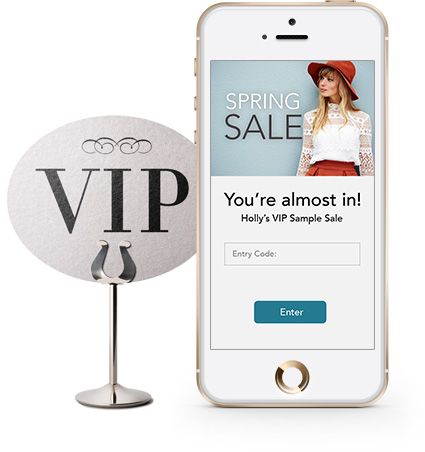 VIP
SPRING
SALE
You're almost in!
Holly's VIP Sample Sale
Entry Code:
Enter